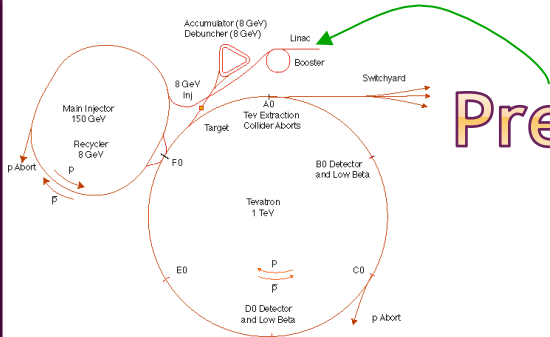 Accumulator (8 GeV)
Debuncher (8 GeV)
Linac
Booster
8 GeV
Inj
Switchyard
A0
Tev Extraction
Collider Aborts
Main Injector
150 GeV
Target
Recycler
8 GeV
F0
p Abort
p
p̅
B0 Detector
and Low Beta
Tevatron
1 TeV
E0
p
p̅
C0
D0 Detector
and Low Beta
p Abort
Pre